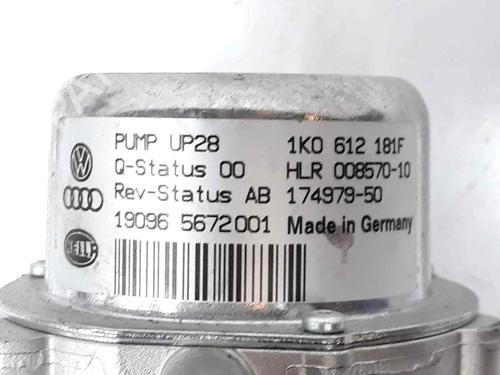 PUMP UP28 1K0 612 181F
Q-Status 00 HLR 008570-10
Rev-Status AB 174979-50
19096 5672001 Made in Germany
HELLA